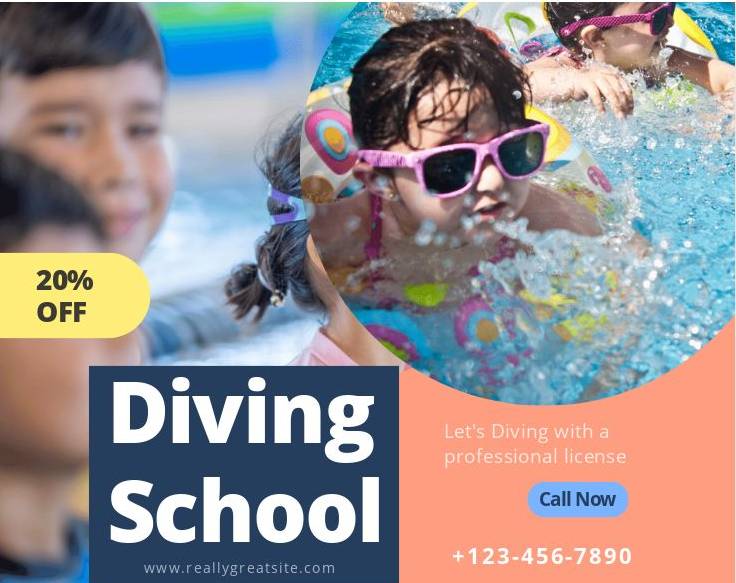 20%
OFF
Diving
School
www.reallygreatsite.com
Let's Diving with a
professional license
Call Now
+123-456-7890